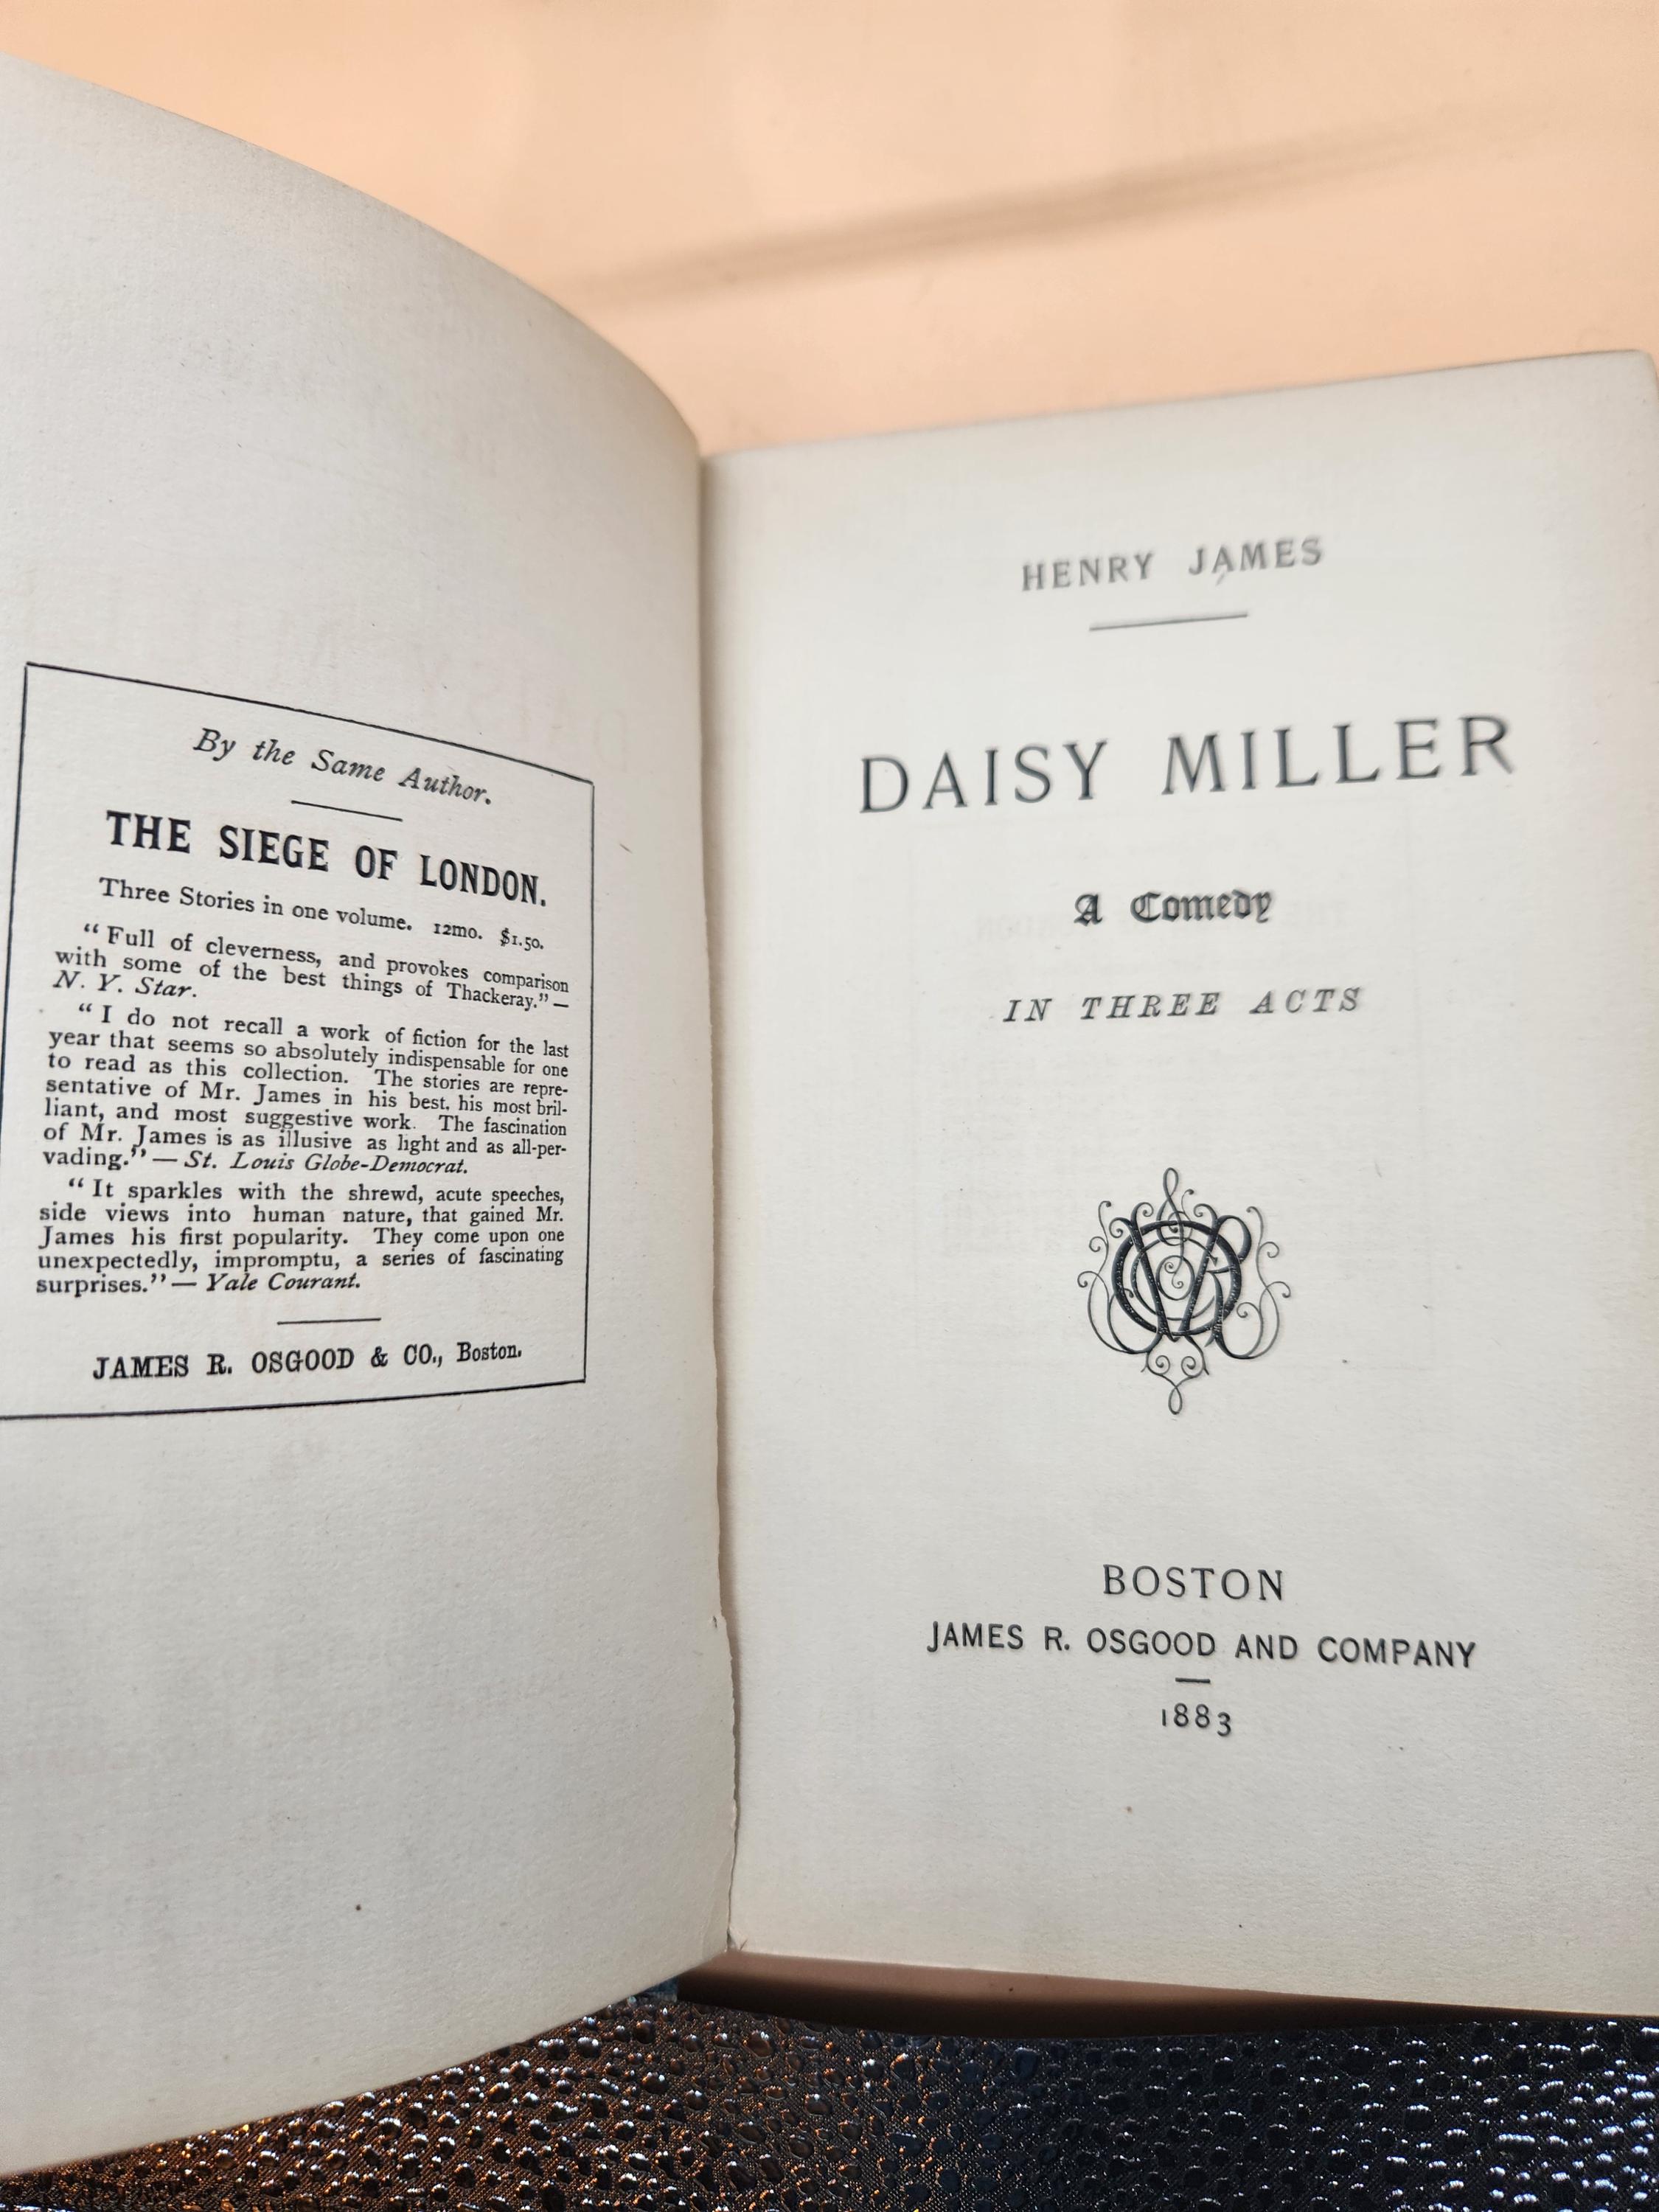 By the Same Author.
THE SIEGE OF LONDON.
Three Stories in one volume. 12mo. $1.50.
“Full of cleverness, and provokes comparison
with some of the best things of Thackeray.” —
N. Y. Star.
“I do not recall a work of fiction for the last
year that seems so absolutely indispensable for one
to read as this collection. The stories are repre-
sentative of Mr. James in his best, his most bril-
liant, and most suggestive work. The fascination
of Mr. James is as illusive as light and as all-per-
vading.” — St. Louis Globe-Democrat.
“It sparkles with the shrewd, acute speeches,
side views into human nature, that gained Mr.
James his first popularity. They come upon one
unexpectedly, impromptu, a series of fascinating
surprises.” — Yale Courant.
JAMES R. OSGOOD & CO., Boston.
HENRY JAMES
DAISY MILLER
A Comedy
IN THREE ACTS
BOSTON
JAMES R. OSGOOD AND COMPANY
1883